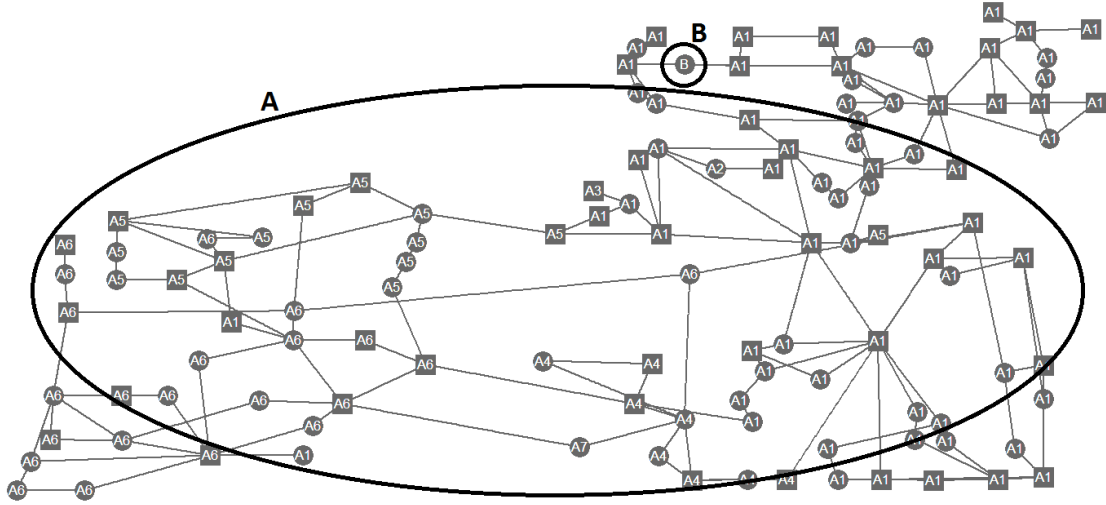 A1
A1 A1
A1 B A1 A1 A1 A1 A1
A1 B A1 A1
A1 A1 A1 A1
A A1 A1 A1 A1 A1 A1 A1 A1
A1 A1 A1 A1
A1 A1 A1 A1
A1 A2 A1 A1 A1
A5 A3 A1 A1 A1
A5 A5 A1 A1
A5 A6 A5 A5 A5 A1 A1 A1 A5 A1
A6 A5 A5 A5 A1 A1
A6 A5 A5 A5 A6 A1
A6 A6
A1 A6 A6 A1 A1 A1
A6 A6 A4 A4 A1 A1 A1
A6 A6 A6 A6 A6 A4 A1 A1
A6 A6 A6 A4 A1 A1 A1
A6 A6 A7 A1 A1 A1 A1
A6 A6 A1 A4
A6 A6 A4 A4 A4 A1 A1 A1 A1 A1